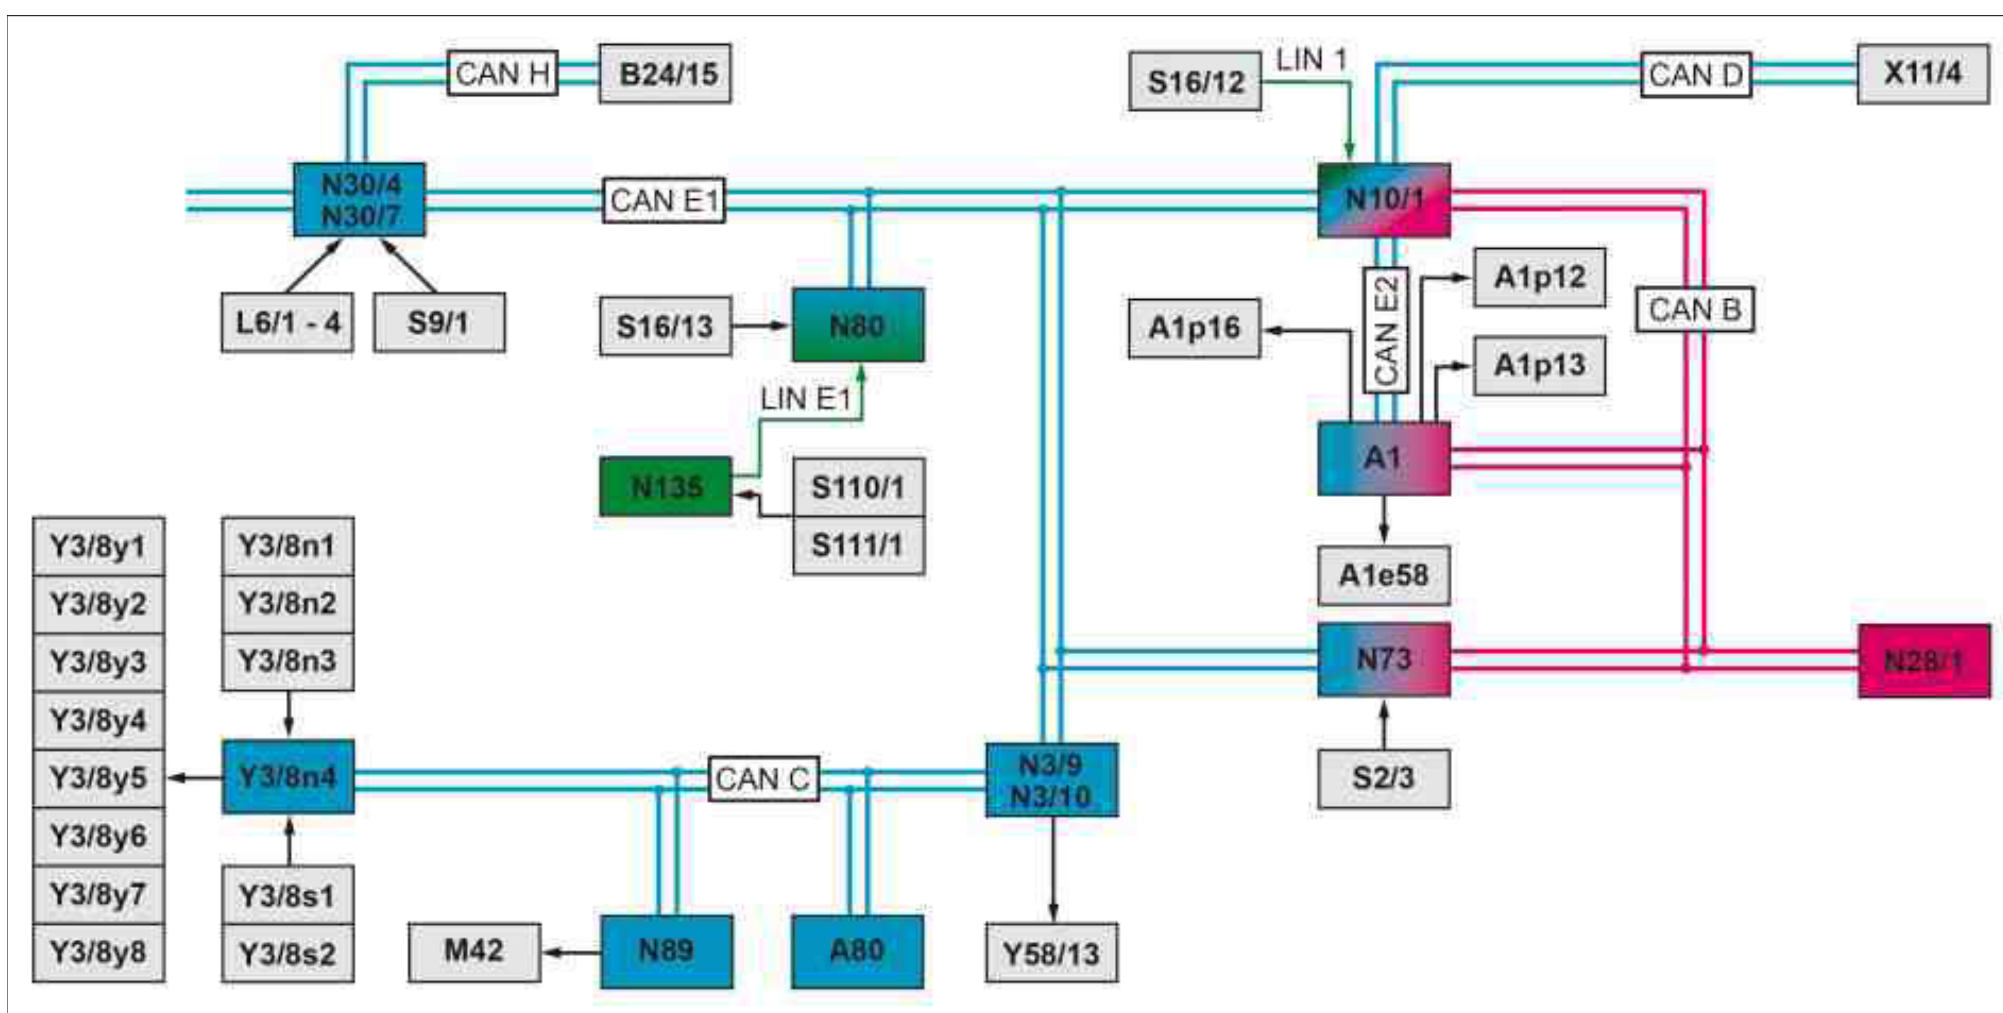 CAN H
B24/15
S16/12
LIN 1
CAN D
X11/4
N30/4
N30/7
CAN E1
N10/1
L6/1 - 4
S9/1
S16/13
N80
A1p16
CAN E2
A1p12
CAN B
A1p13
LIN E1
A1
N135
S110/1
S111/1
A1e58
Y3/8y1
Y3/8y2
Y3/8y3
Y3/8y4
Y3/8y5
Y3/8y6
Y3/8y7
Y3/8y8
Y3/8n1
Y3/8n2
Y3/8n3
Y3/8n4
Y3/8s1
Y3/8s2
N73
N28/1
S2/3
CAN C
N3/9
N3/10
M42
N89
A80
Y58/13